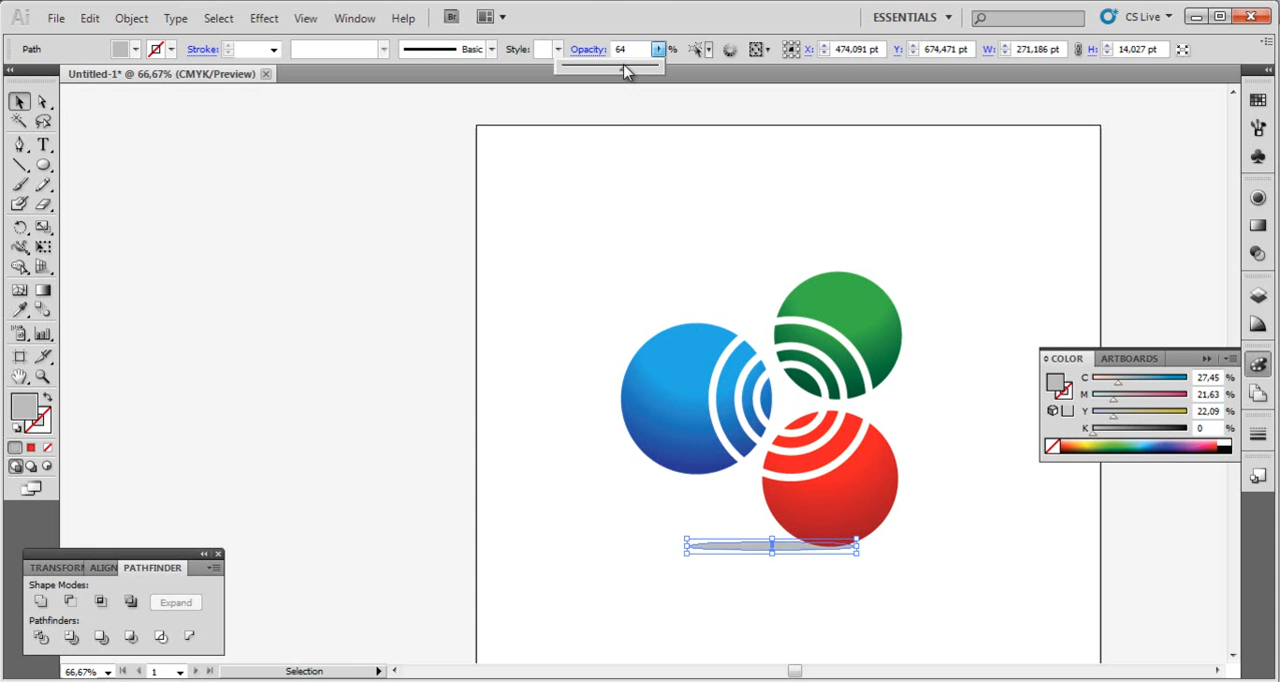 Ai File Edit Object Type Select Effect View Window Help Br ESSENTIALS CS Live
Path Stroke: Basic Style: Opacity: 64 % X: 474,091 pt Y: 674,471 pt W: 271,186 pt H: 14,027 pt
Untitled-1* @ 66,67% (CMYK/Preview)
T
COLOR ARTBOARDS
C 27,45 %
M 21,63 %
Y 22,09 %
K 0 %
TRANSFORM ALIGN PATHFINDER
Shape Modes:
Expand
Pathfinders:
66,67% 1 Selection